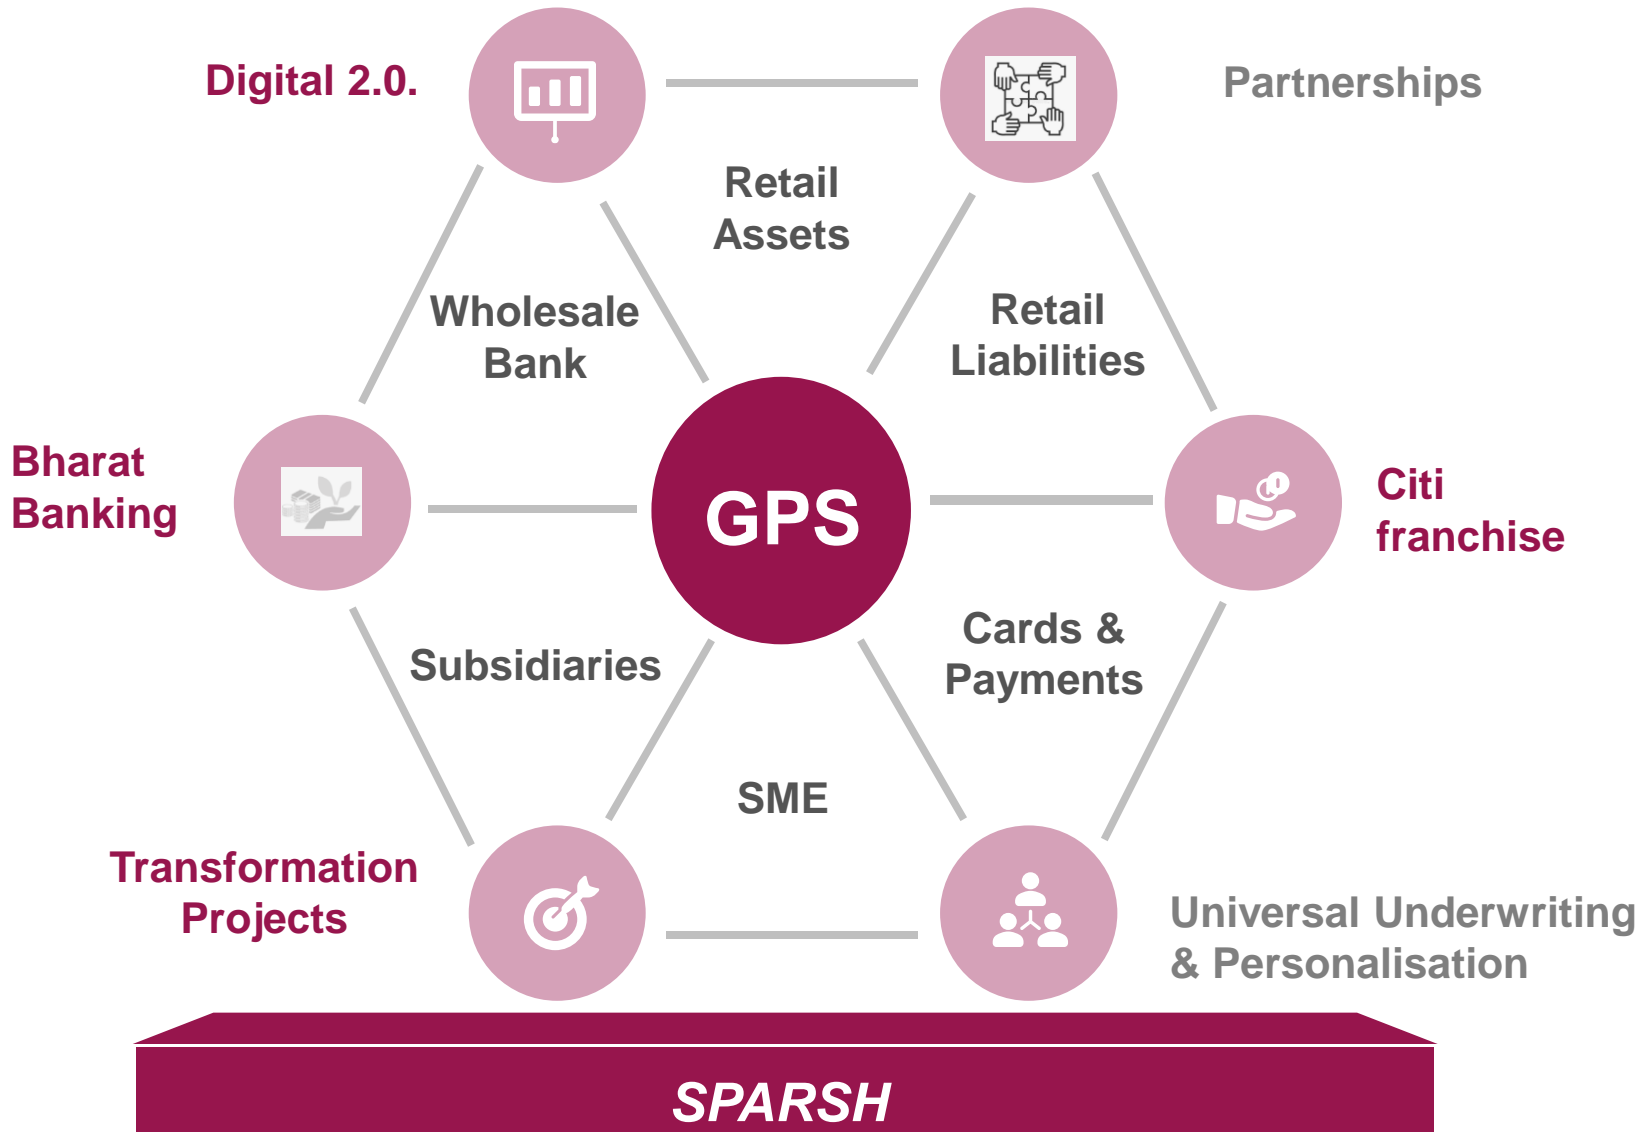 Digital 2.0.
Partnerships
Retail
Assets
Wholesale
Bank
Retail
Liabilities
Bharat
Banking
GPS
Citi
franchise
Subsidiaries
Cards &
Payments
SME
Transformation
Projects
Universal Underwriting
& Personalisation
SPARSH